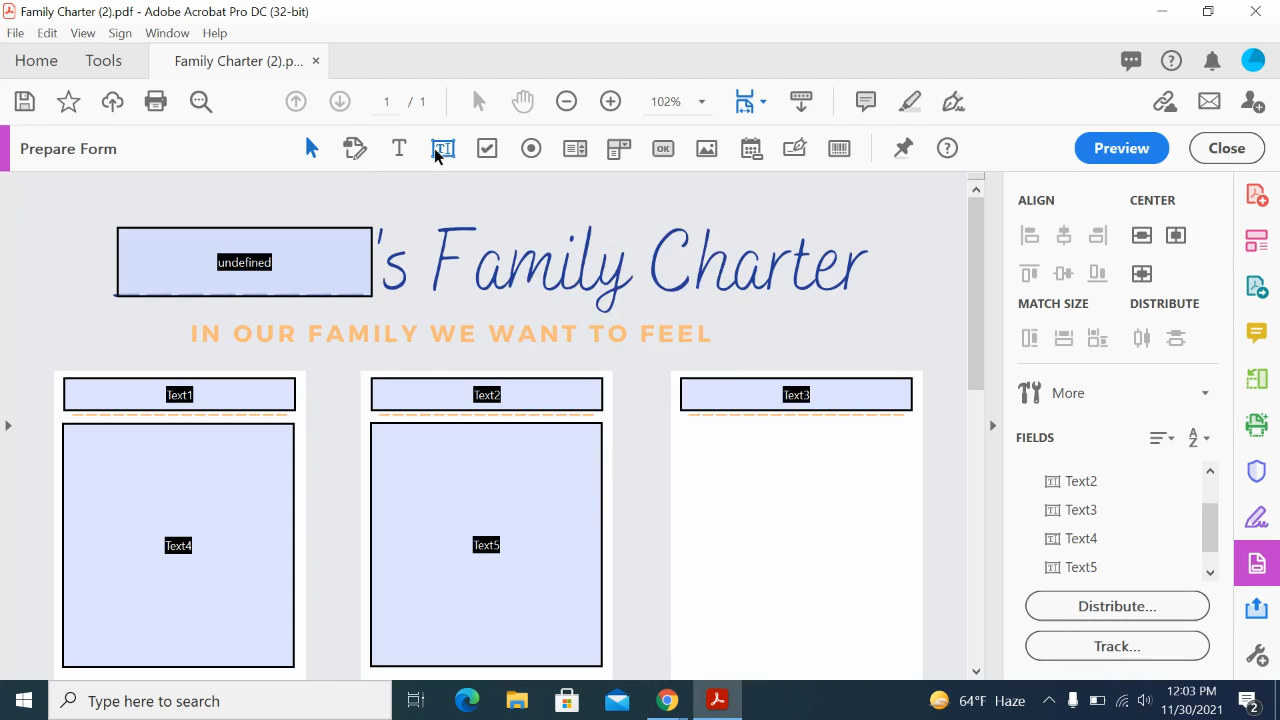 Family Charter (2).pdf - Adobe Acrobat Pro DC (32-bit)
File Edit View Sign Window Help
Home Tools Family Charter (2).p... ×
1 / 1 102%
Prepare Form
OK
Preview
Close
undefined
's Family Charter
IN OUR FAMILY WE WANT TO FEEL
Text1
Text2
Text3
Text4
Text5
ALIGN CENTER
MATCH SIZE DISTRIBUTE
More
FIELDS
Text2
Text3
Text4
Text5
Distribute...
Track...
Type here to search
64°F Haze
12:03 PM
11/30/2021
2